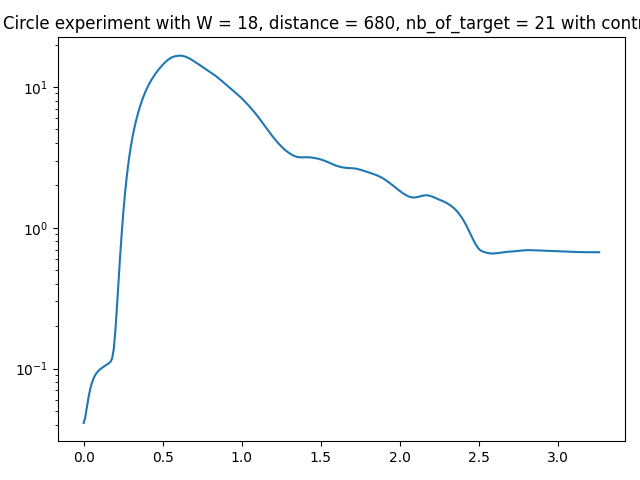 Circle experiment with W = 18, distance = 680, nb_of_target = 21 with contr
10¹
10⁰
10⁻¹
0.0 0.5 1.0 1.5 2.0 2.5 3.0